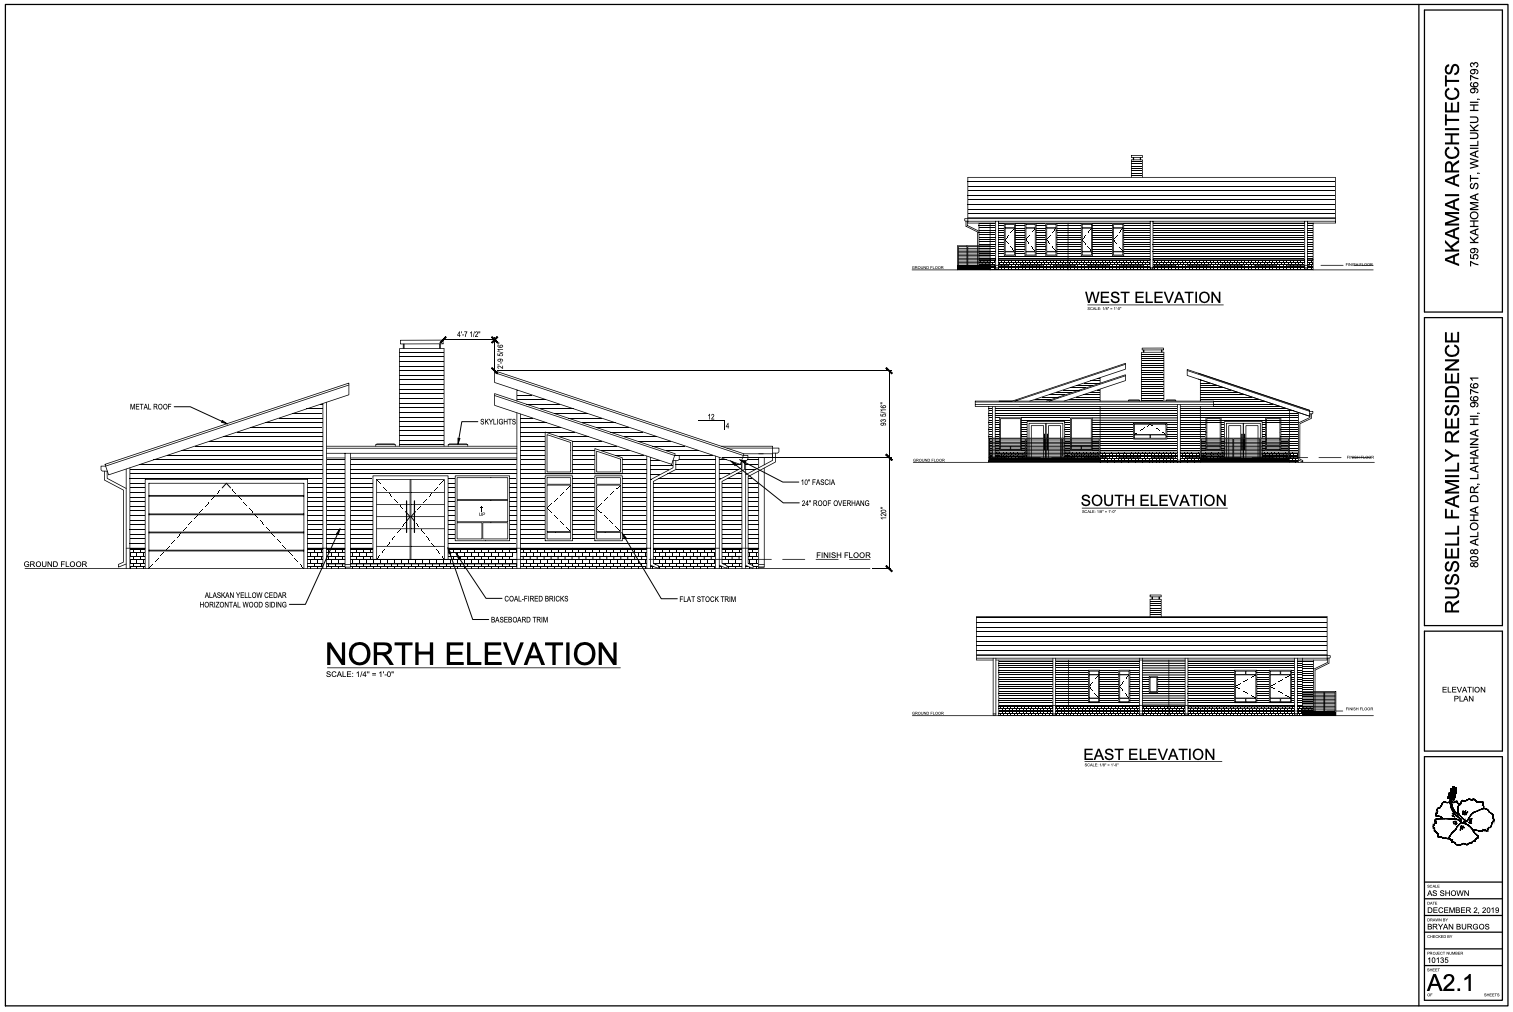 4'-7 1/2"
2'-9 5/16"
METAL ROOF
SKYLIGHTS
12
4
93 5/16"
10" FASCIA
24" ROOF OVERHANG
120"
UP
FINISH FLOOR
GROUND FLOOR
ALASKAN YELLOW CEDAR
HORIZONTAL WOOD SIDING
COAL-FIRED BRICKS
FLAT STOCK TRIM
BASEBOARD TRIM
NORTH ELEVATION
SCALE: 1/4" = 1'-0"
GROUND FLOOR
FINISH FLOOR
WEST ELEVATION
SCALE: 1/8" = 1'-0"
GROUND FLOOR
FINISH FLOOR
SOUTH ELEVATION
SCALE: 1/8" = 1'-0"
GROUND FLOOR
FINISH FLOOR
EAST ELEVATION
SCALE: 1/8" = 1'-0"
AKAMAI ARCHITECTS
759 KAHOMA ST, WAILUKU HI, 96793
RUSSELL FAMILY RESIDENCE
808 ALOHA DR, LAHAINA HI, 96761
ELEVATION
PLAN
SCALE
AS SHOWN
DATE
DECEMBER 2, 2019
DRAWN BY
BRYAN BURGOS
CHECKED BY
PROJECT NUMBER
10135
SHEET
A2.1
OF SHEETS